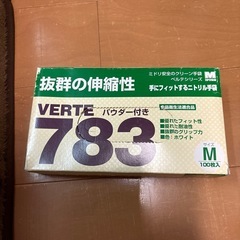 抜群の伸縮性
ミドリ安全のクリーン手袋
ベルテシリーズ
手にフィットするニトリル手袋
VERTE パウダー付き
783
食品衛生法適合品
■優れたフィット性
■優れた耐油性
■抜群のグリップ力
■色：ホワイト
サイズ
M
100枚入